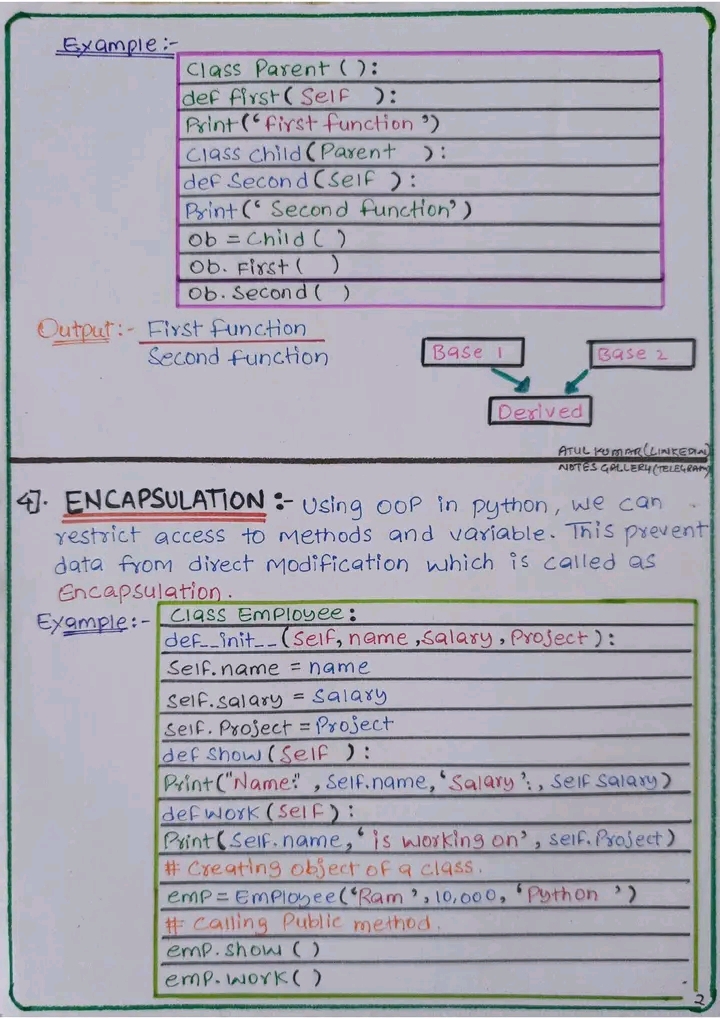 Example :-
Class Parent ( ):
def first( Self ):
Print(‘first function’)
Class child(Parent ):
def Second(Self ):
Print(‘ Second function’)
Ob = Child ( )
Ob. First ( )
Ob. Second ( )
Output :- First function
Second function
Base 1
Base 2
Derived
ATUL KUMAR (LINKEDIN)
NOTES GALLERY (TELEGRAM)
4]. ENCAPSULATION :- Using OOP in python, we can
restrict access to methods and variable. This prevent
data from direct modification which is called as
Encapsulation.
Example :-
Class Employee:
def__init__(Self, name, Salary, Project):
Self.name = name
Self.salary = Salary
Self. Project = Project
def show (Self ):
Print("Name:" , Self.name, ‘Salary’:, Self Salary)
def work (Self):
Print(Self. name, ‘ is working on’, self. Project)
# Creating object of a class.
emp = Employee(‘Ram’, 10,000, ‘Python ’)
# Calling Public method.
emp. show ( )
emp. work ( )
2